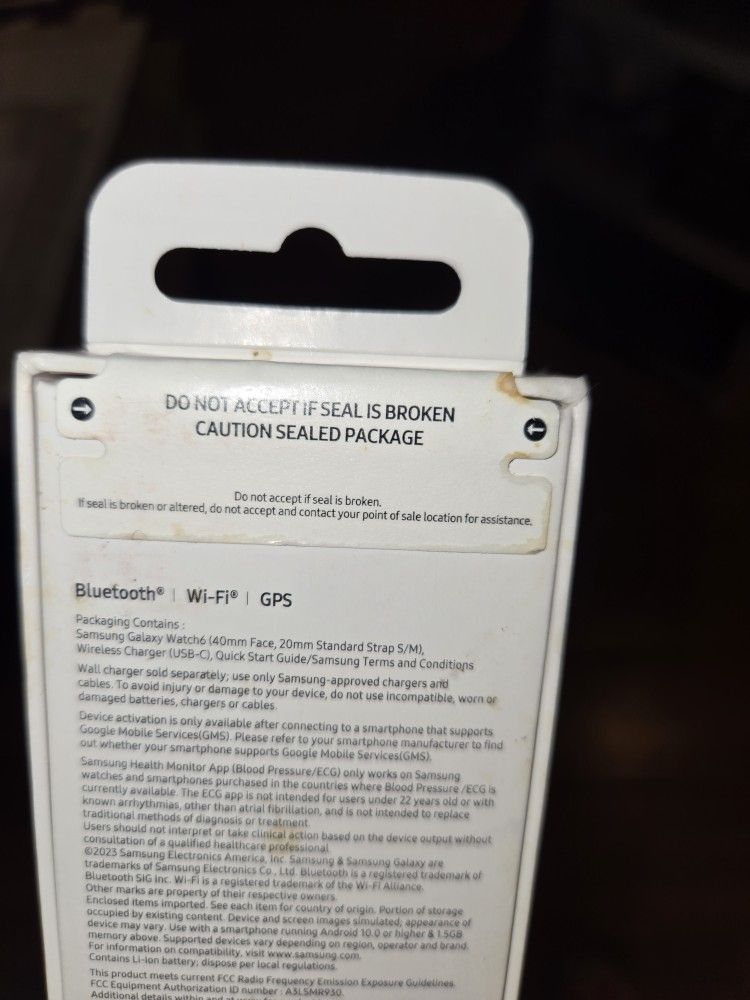 DO NOT ACCEPT IF SEAL IS BROKEN
CAUTION SEALED PACKAGE
Do not accept if seal is broken.
If seal is broken or altered, do not accept and contact your point of sale location for assistance.
Bluetooth® | Wi-Fi® | GPS
Packaging Contains :
Samsung Galaxy Watch6 (40mm Face, 20mm Standard Strap S/M),
Wireless Charger (USB-C), Quick Start Guide/Samsung Terms and Conditions
Wall charger sold separately; use only Samsung-approved chargers and
cables. To avoid injury or damage to your device, do not use incompatible, worn or
damaged batteries, chargers or cables.
Device activation is only available after connecting to a smartphone that supports
Google Mobile Services(GMS). Please refer to your smartphone manufacturer to find
out whether your smartphone supports Google Mobile Services(GMS).
Samsung Health Monitor App (Blood Pressure/ECG) only works on Samsung
watches and smartphones purchased in the countries where Blood Pressure /ECG is
currently available. The ECG app is not intended for users under 22 years old or with
known arrhythmias, other than atrial fibrillation, and is not intended to replace
traditional methods of diagnosis or treatment.
Users should not interpret or take clinical action based on the device output without
consultation of a qualified healthcare professional
©2023 Samsung Electronics America, Inc. Samsung & Samsung Galaxy are
trademarks of Samsung Electronics Co., Ltd. Bluetooth is a registered trademark of
Bluetooth SIG Inc. Wi-Fi is a registered trademark of the Wi-Fi Alliance.
Other marks are property of their respective owners.
Enclosed items imported. See each item for country of origin. Portion of storage
occupied by existing content. Device and screen images simulated; appearance of
device may vary. Use with a smartphone running Android 10.0 or higher & 1.5GB
memory above. Supported devices vary depending on region, operator and brand.
For information on compatibility, visit www.samsung.com.
Contains Li-Ion battery; dispose per local regulations.
This product meets current FCC Radio Frequency Emission Exposure Guidelines.
FCC Equipment Authorization ID number : A3LSMR930.
Additional details within and at